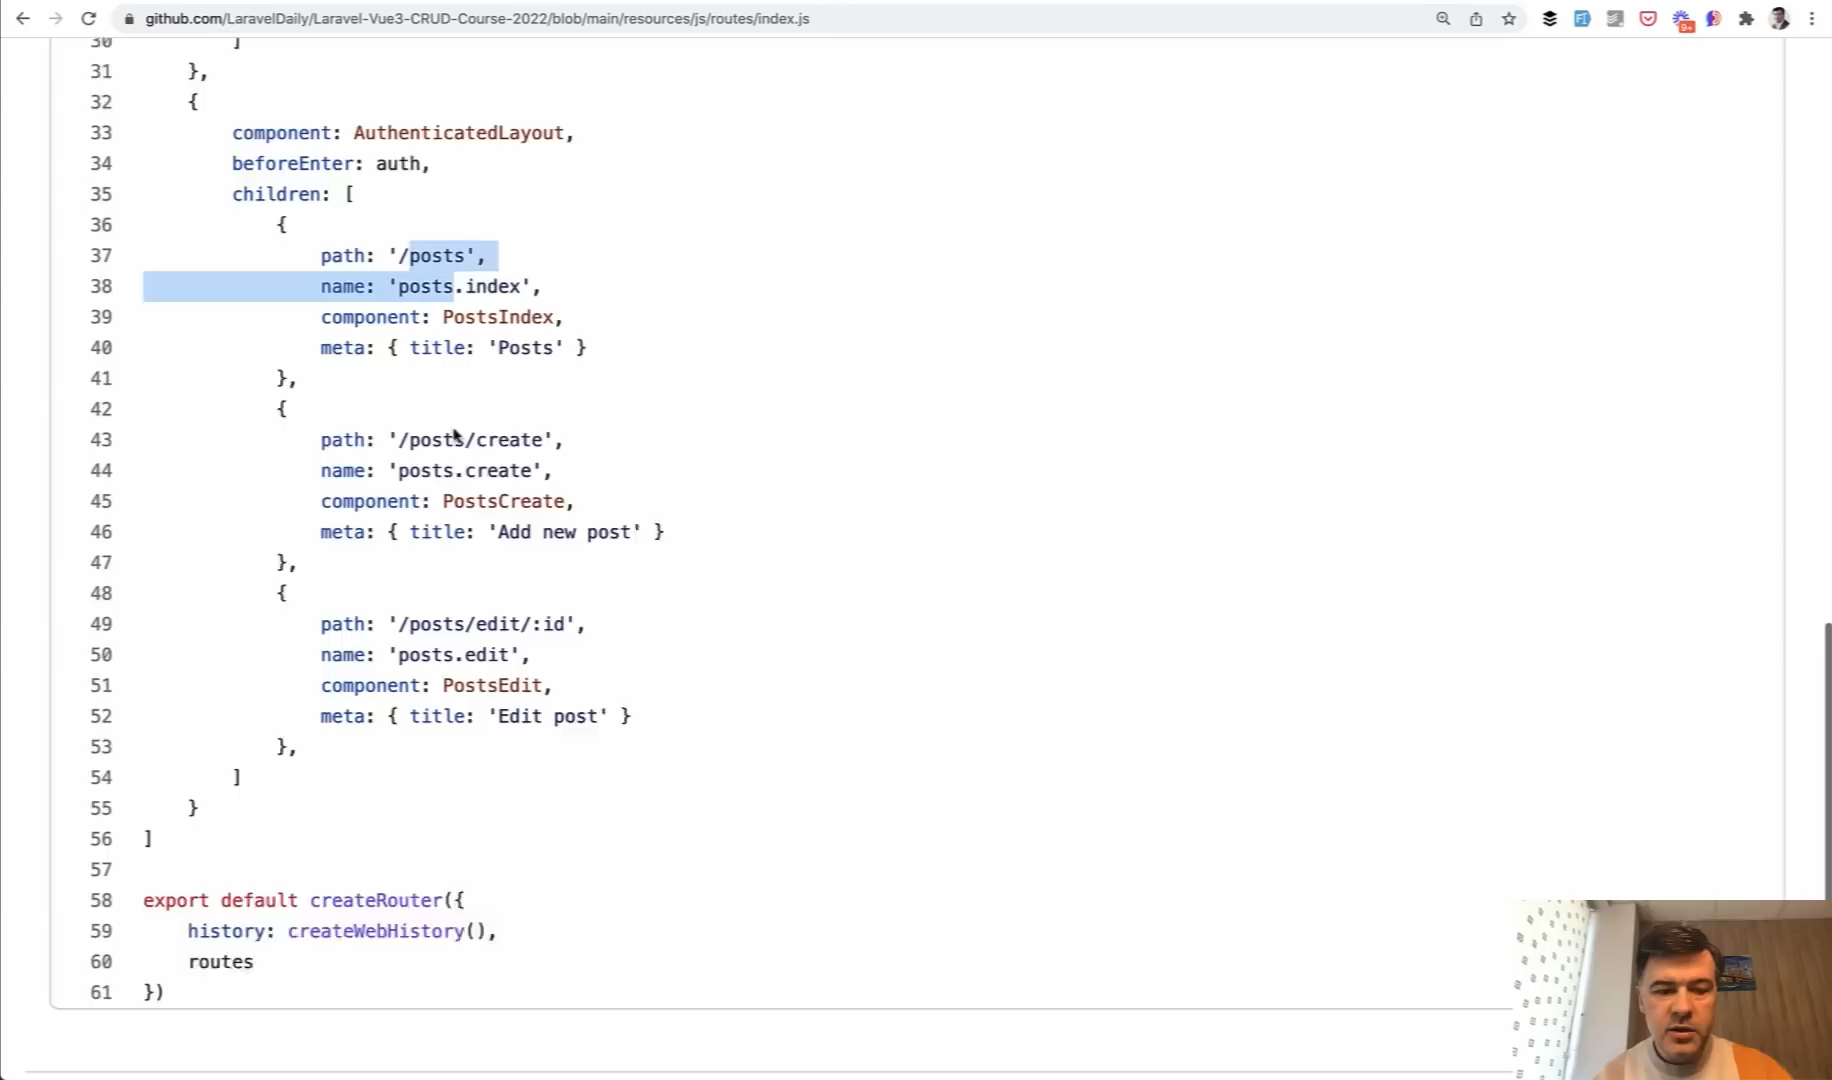 github.com/LaravelDaily/Laravel-Vue3-CRUD-Course-2022/blob/main/resources/js/routes/index.js
9+
30 ]
31 },
32 {
33 component: AuthenticatedLayout,
34 beforeEnter: auth,
35 children: [
36 {
37 path: '/posts',
38 name: 'posts.index',
39 component: PostsIndex,
40 meta: { title: 'Posts' }
41 },
42 {
43 path: '/posts/create',
44 name: 'posts.create',
45 component: PostsCreate,
46 meta: { title: 'Add new post' }
47 },
48 {
49 path: '/posts/edit/:id',
50 name: 'posts.edit',
51 component: PostsEdit,
52 meta: { title: 'Edit post' }
53 },
54 ]
55 }
56 ]
57
58 export default createRouter({
59 history: createWebHistory(),
60 routes
61 })